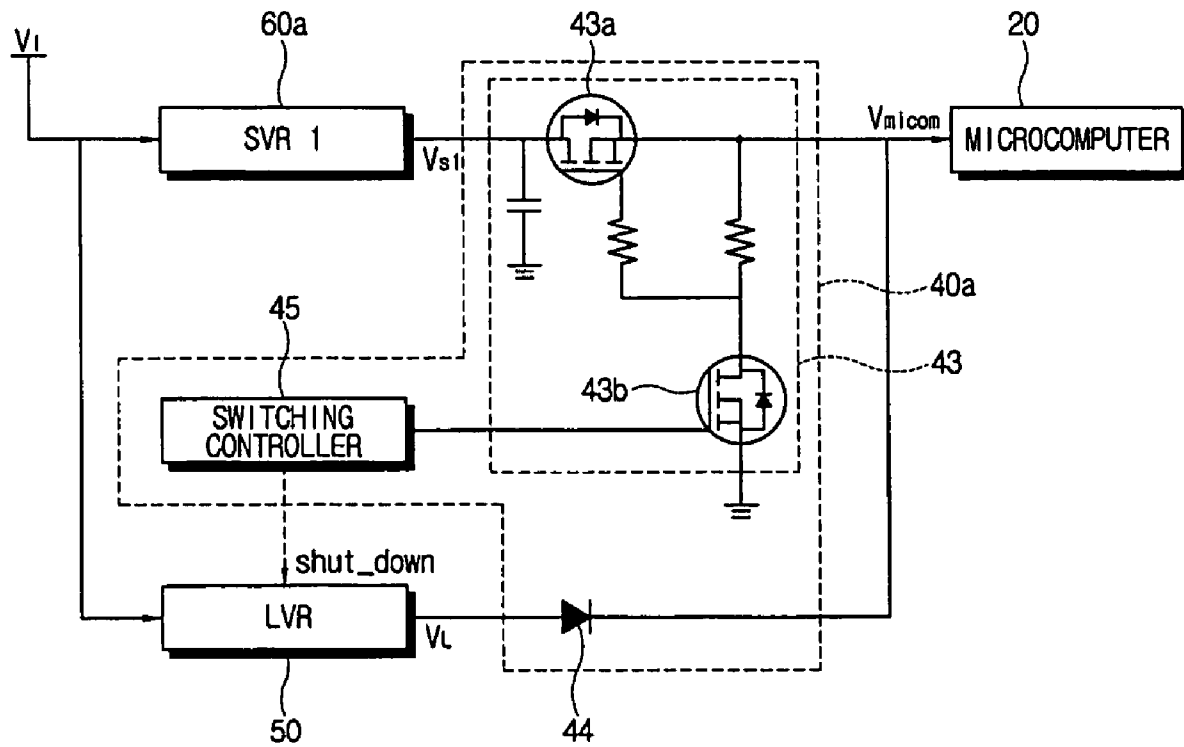 60a
43a
20
VI
SVR 1
Vs1
Vmicom
MICROCOMPUTER
40a
45
43
43b
SWITCHING
CONTROLLER
shut_down
LVR
VL
50
44